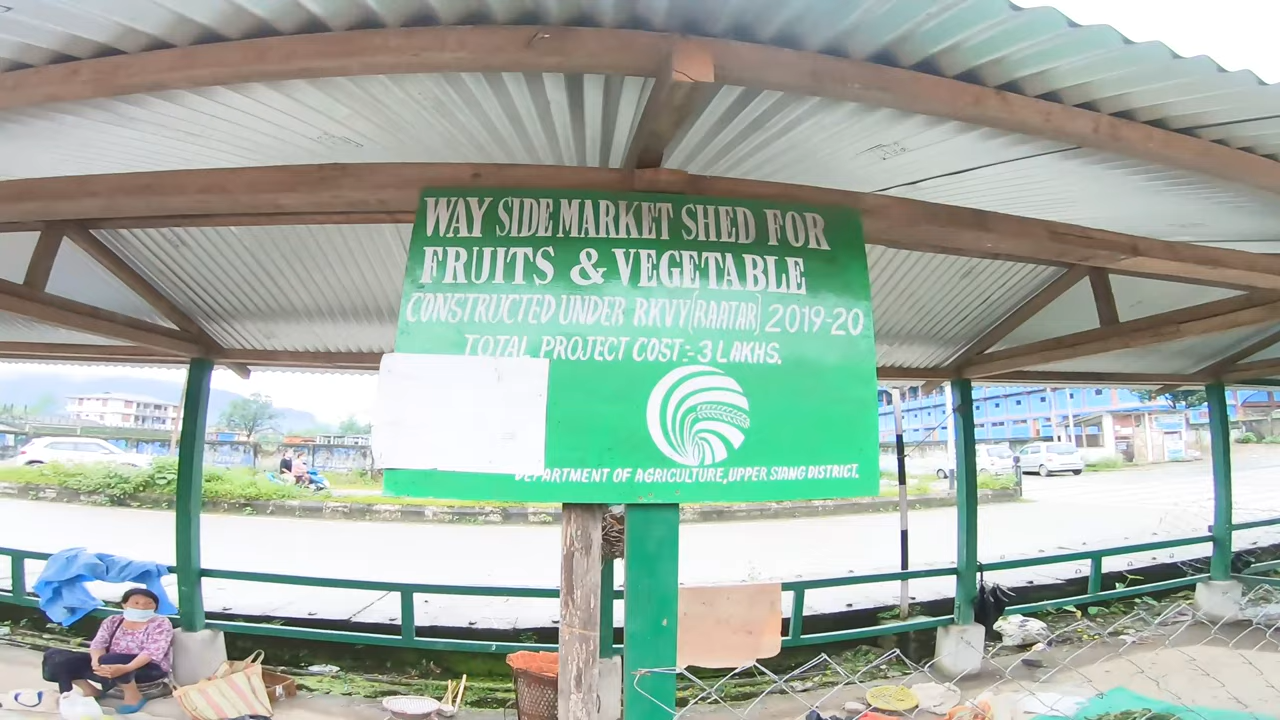 WAY SIDE MARKET SHED FOR
FRUITS & VEGETABLE
CONSTRUCTED UNDER RKVY(RAATAR) 2019-20
TOTAL PROJECT COST:-3 LAKHS.
DEPARTMENT OF AGRICULTURE,UPPER SIANG DISTRICT.